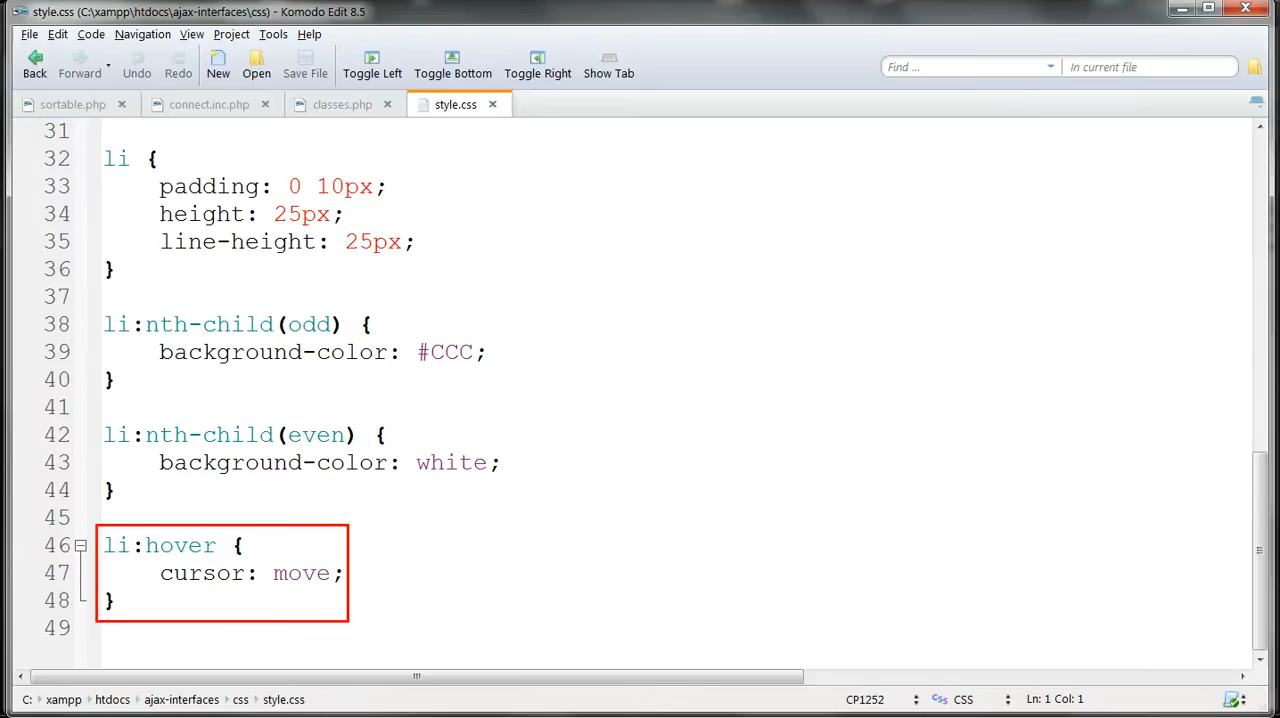 style.css (C:\xampp\htdocs\ajax-interfaces\css) - Komodo Edit 8.5
File Edit Code Navigation View Project Tools Help
Back Forward Undo Redo New Open Save File Toggle Left Toggle Bottom Toggle Right Show Tab Find ... In current file
sortable.php connect.inc.php classes.php style.css
31
32 li {
33 padding: 0 10px;
34 height: 25px;
35 line-height: 25px;
36 }
37
38 li:nth-child(odd) {
39 background-color: #CCC;
40 }
41
42 li:nth-child(even) {
43 background-color: white;
44 }
45
46 li:hover {
47 cursor: move;
48 }
49
C: xampp htdocs ajax-interfaces css style.css CP1252 CSS CSS Ln: 1 Col: 1